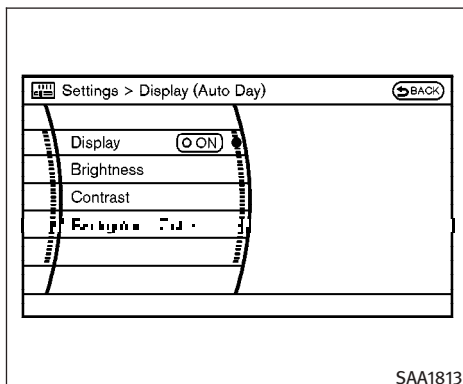 Settings > Display (Auto Day)
BACK
Display
ON
Brightness
Contrast
SAA1813